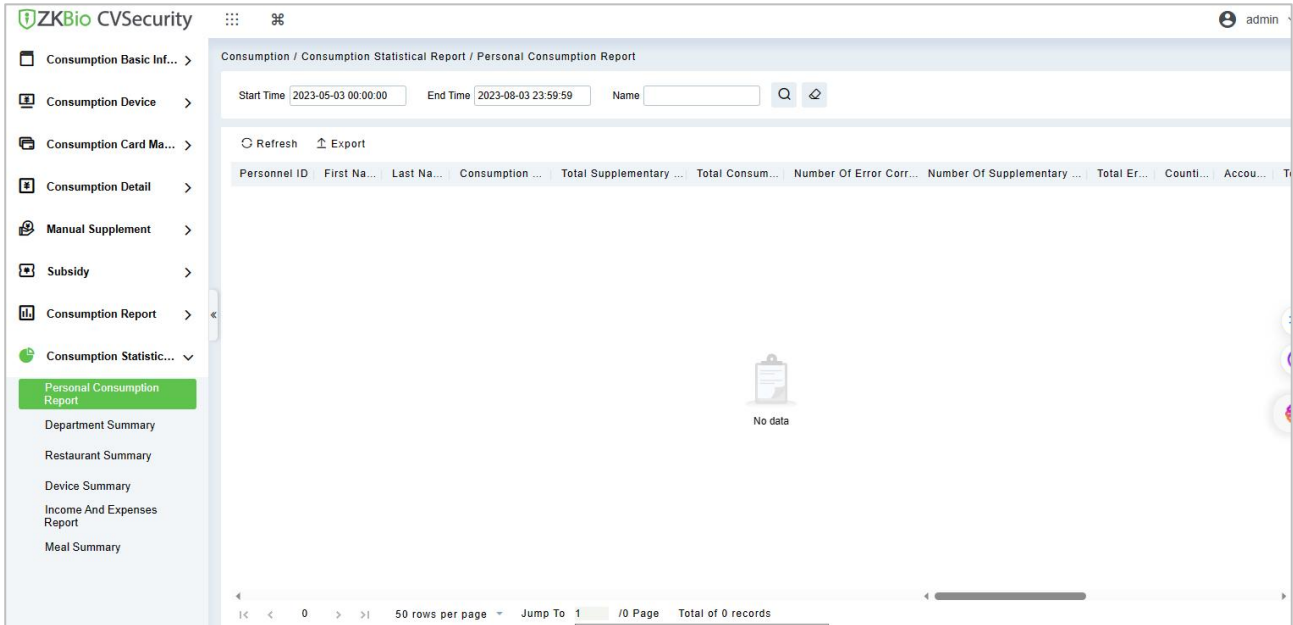 ZKBio CVSecurity
admin
Consumption Basic Inf...
Consumption Device
Consumption Card Ma...
Consumption Detail
Manual Supplement
Subsidy
Consumption Report
Consumption Statistic...
Personal Consumption
Report
Department Summary
Restaurant Summary
Device Summary
Income And Expenses
Report
Meal Summary
Consumption / Consumption Statistical Report / Personal Consumption Report
Start Time 2023-05-03 00:00:00 End Time 2023-08-03 23:59:59 Name
Refresh Export
Personnel ID First Na... Last Na... Consumption ... Total Supplementary ... Total Consum... Number Of Error Corr... Number Of Supplementary ... Total Er... Counti... Accou...
No data
0 50 rows per page Jump To 1 /0 Page Total of 0 records